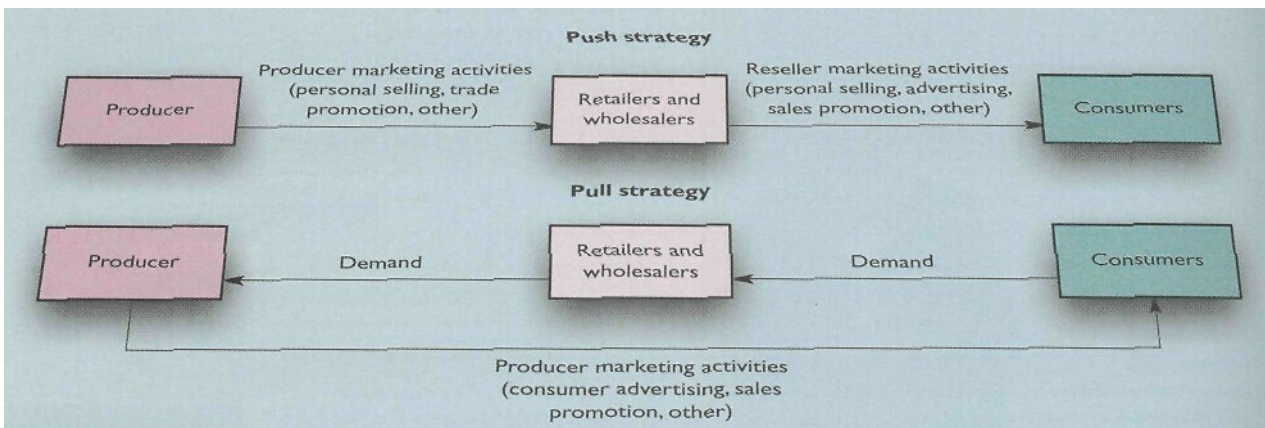 Push strategy
Producer
Producer marketing activities
(personal selling, trade
promotion, other)
Retailers and
wholesalers
Reseller marketing activities
(personal selling, advertising,
sales promotion, other)
Consumers
Pull strategy
Producer
Demand
Retailers and
wholesalers
Demand
Consumers
Producer marketing activities
(consumer advertising, sales
promotion, other)